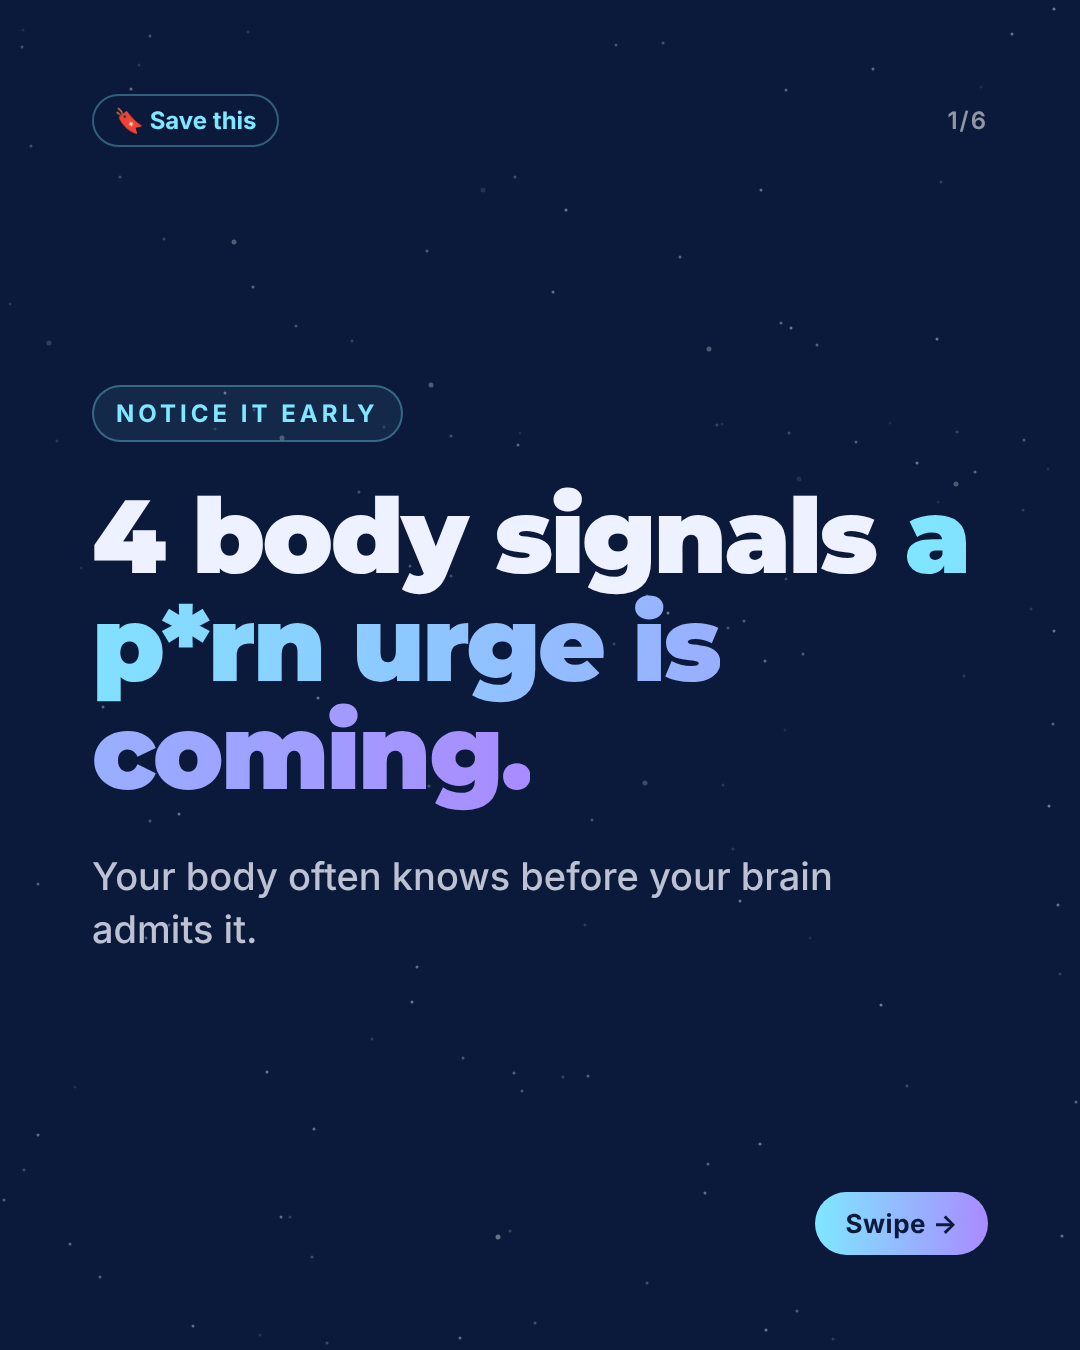 🔖 Save this
1/6
NOTICE IT EARLY
4 body signals a
p*rn urge is
coming.
Your body often knows before your brain
admits it.
Swipe →